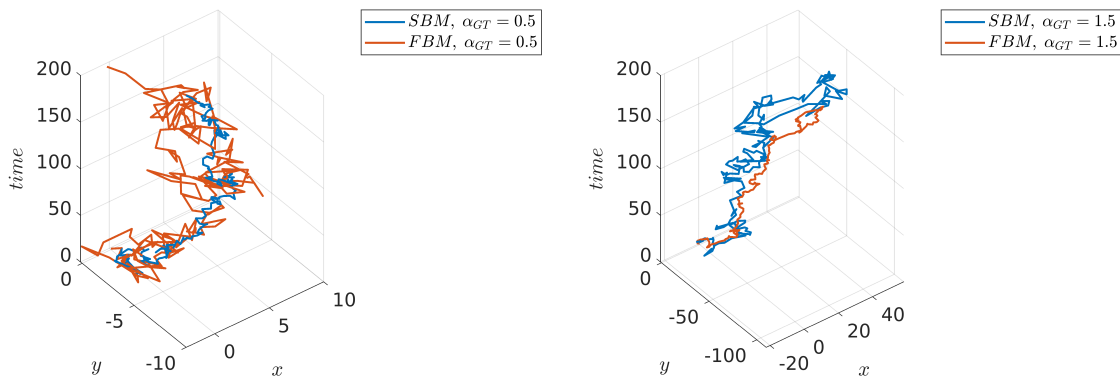 SBM, α_GT = 0.5
FBM, α_GT = 0.5
200
150
100
50
0
time
0
-5
-10
y
0
5
10
x
SBM, α_GT = 1.5
FBM, α_GT = 1.5
200
150
100
50
0
time
0
-50
-100
y
-20
0
20
40
x